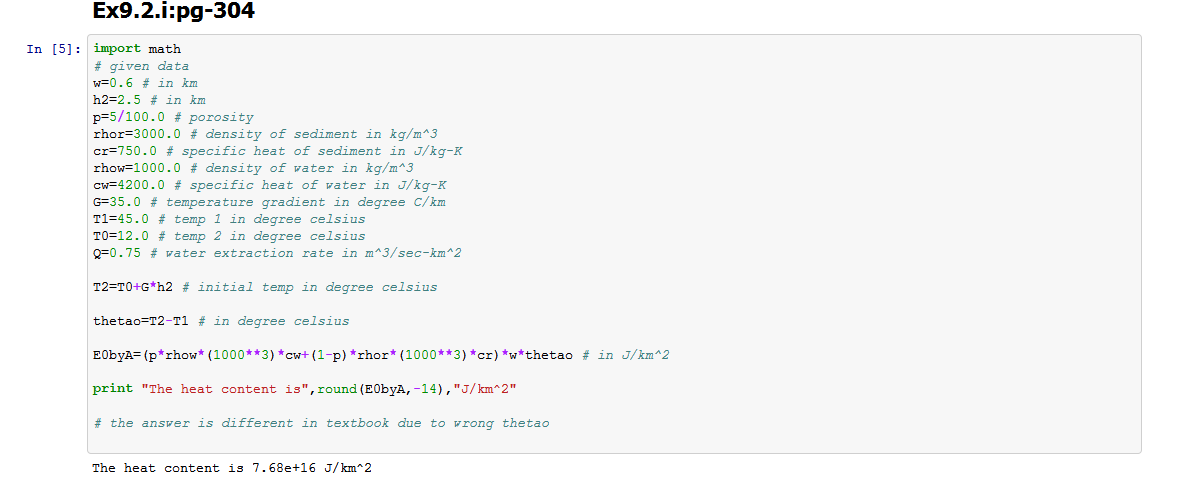 Ex9.2.i:pg-304
In [5]: import math
# given data
w=0.6 # in km
h2=2.5 # in km
p=5/100.0 # porosity
rhor=3000.0 # density of sediment in kg/m^3
cr=750.0 # specific heat of sediment in J/kg-K
rhow=1000.0 # density of water in kg/m^3
cw=4200.0 # specific heat of water in J/kg-K
G=35.0 # temperature gradient in degree C/km
T1=45.0 # temp 1 in degree celsius
T0=12.0 # temp 2 in degree celsius
Q=0.75 # water extraction rate in m^3/sec-km^2
T2=T0+G*h2 # initial temp in degree celsius
thetao=T2-T1 # in degree celsius
E0byA=(p*rhow*(1000**3)*cw+(1-p)*rhor*(1000**3)*cr)*w*thetao # in J/km^2
print "The heat content is",round(E0byA,-14),"J/km^2"
# the answer is different in textbook due to wrong thetao
The heat content is 7.68e+16 J/km^2